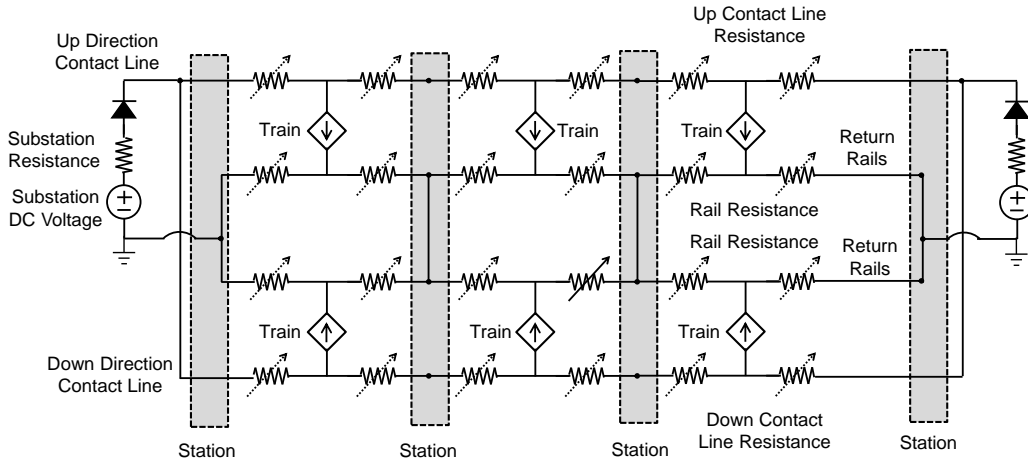 Up Direction
Contact Line
Up Contact Line
Resistance
Substation
Resistance
Train
Train
Train
Return
Rails
Substation
DC Voltage
Rail Resistance
Rail Resistance
Return
Rails
Train
Train
Train
Down Direction
Contact Line
Down Contact
Line Resistance
Station
Station
Station
Station